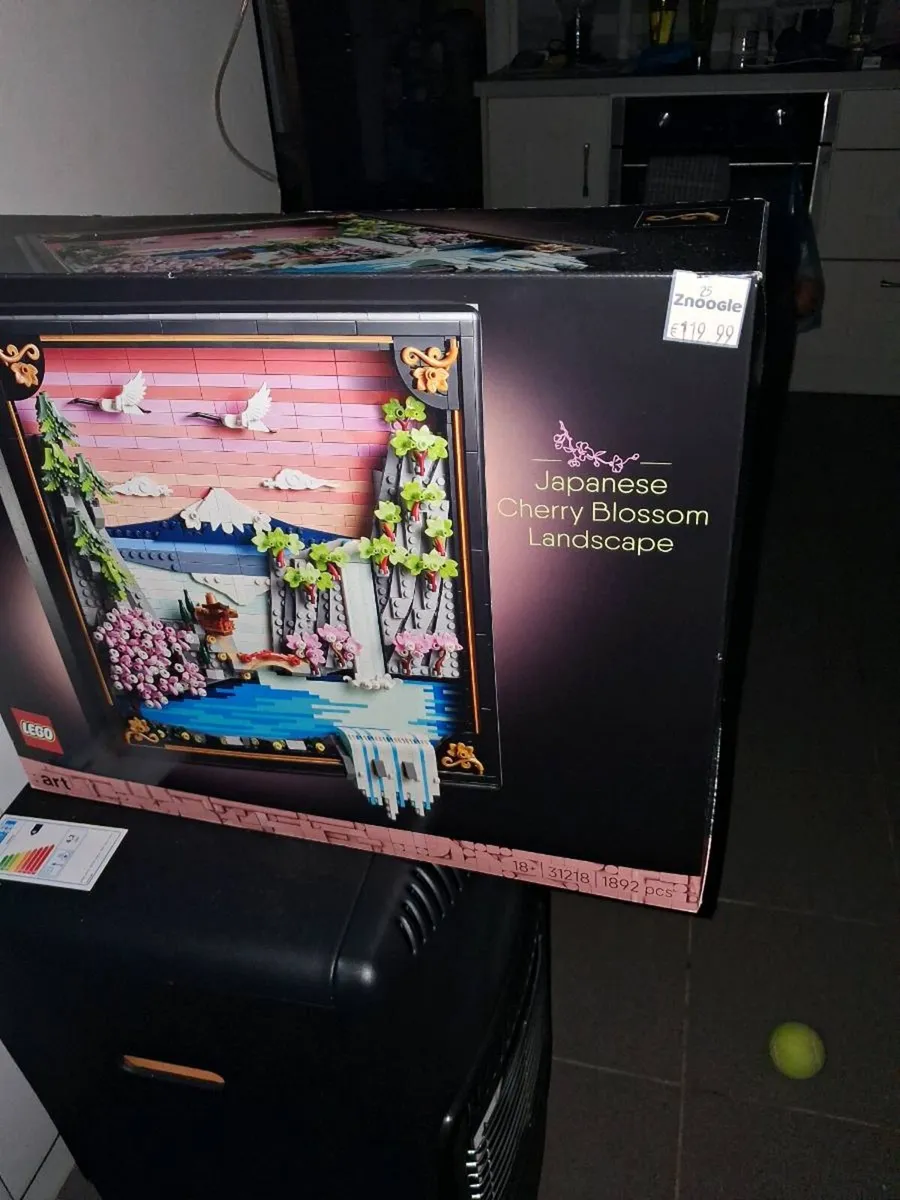 25
Znoogle
€119 99
Japanese
Cherry Blossom
Landscape
LEGO
art
18+ | 31218 | 1892 pcs